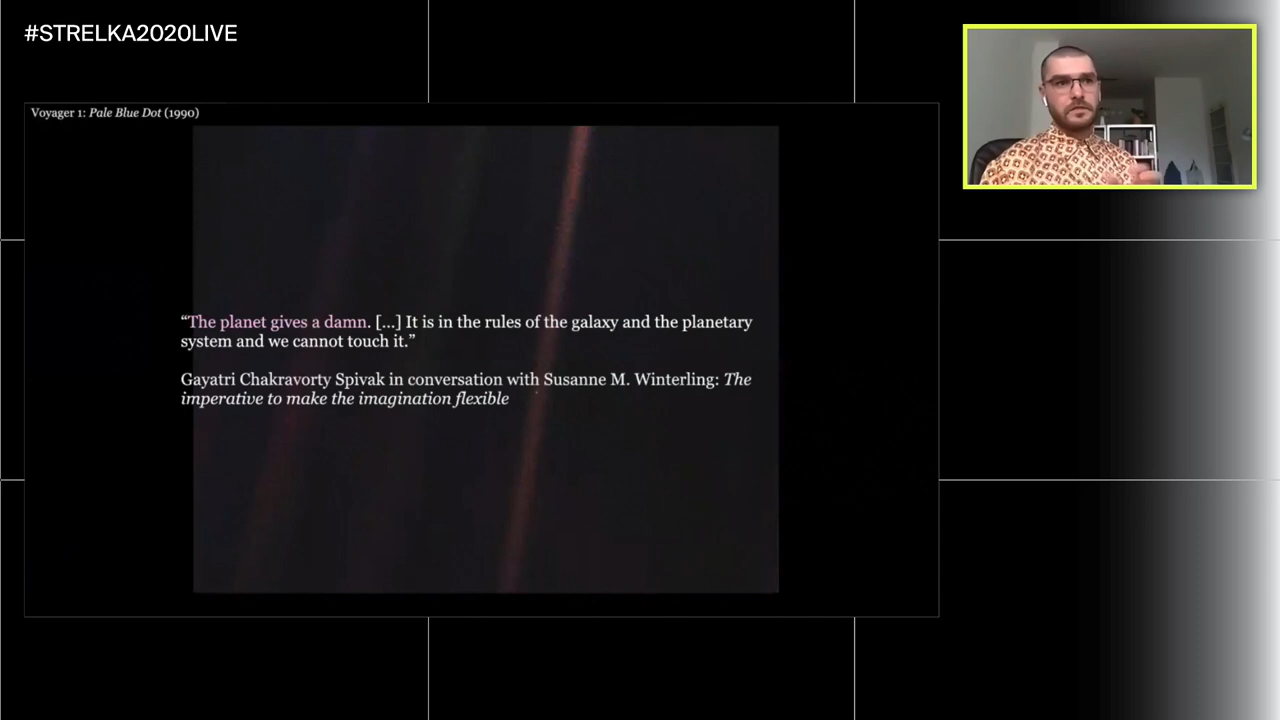 #STRELKA2020LIVE
Voyager 1: Pale Blue Dot (1990)
“The planet gives a damn. [...] It is in the rules of the galaxy and the planetary
system and we cannot touch it.”
Gayatri Chakravorty Spivak in conversation with Susanne M. Winterling: The
imperative to make the imagination flexible